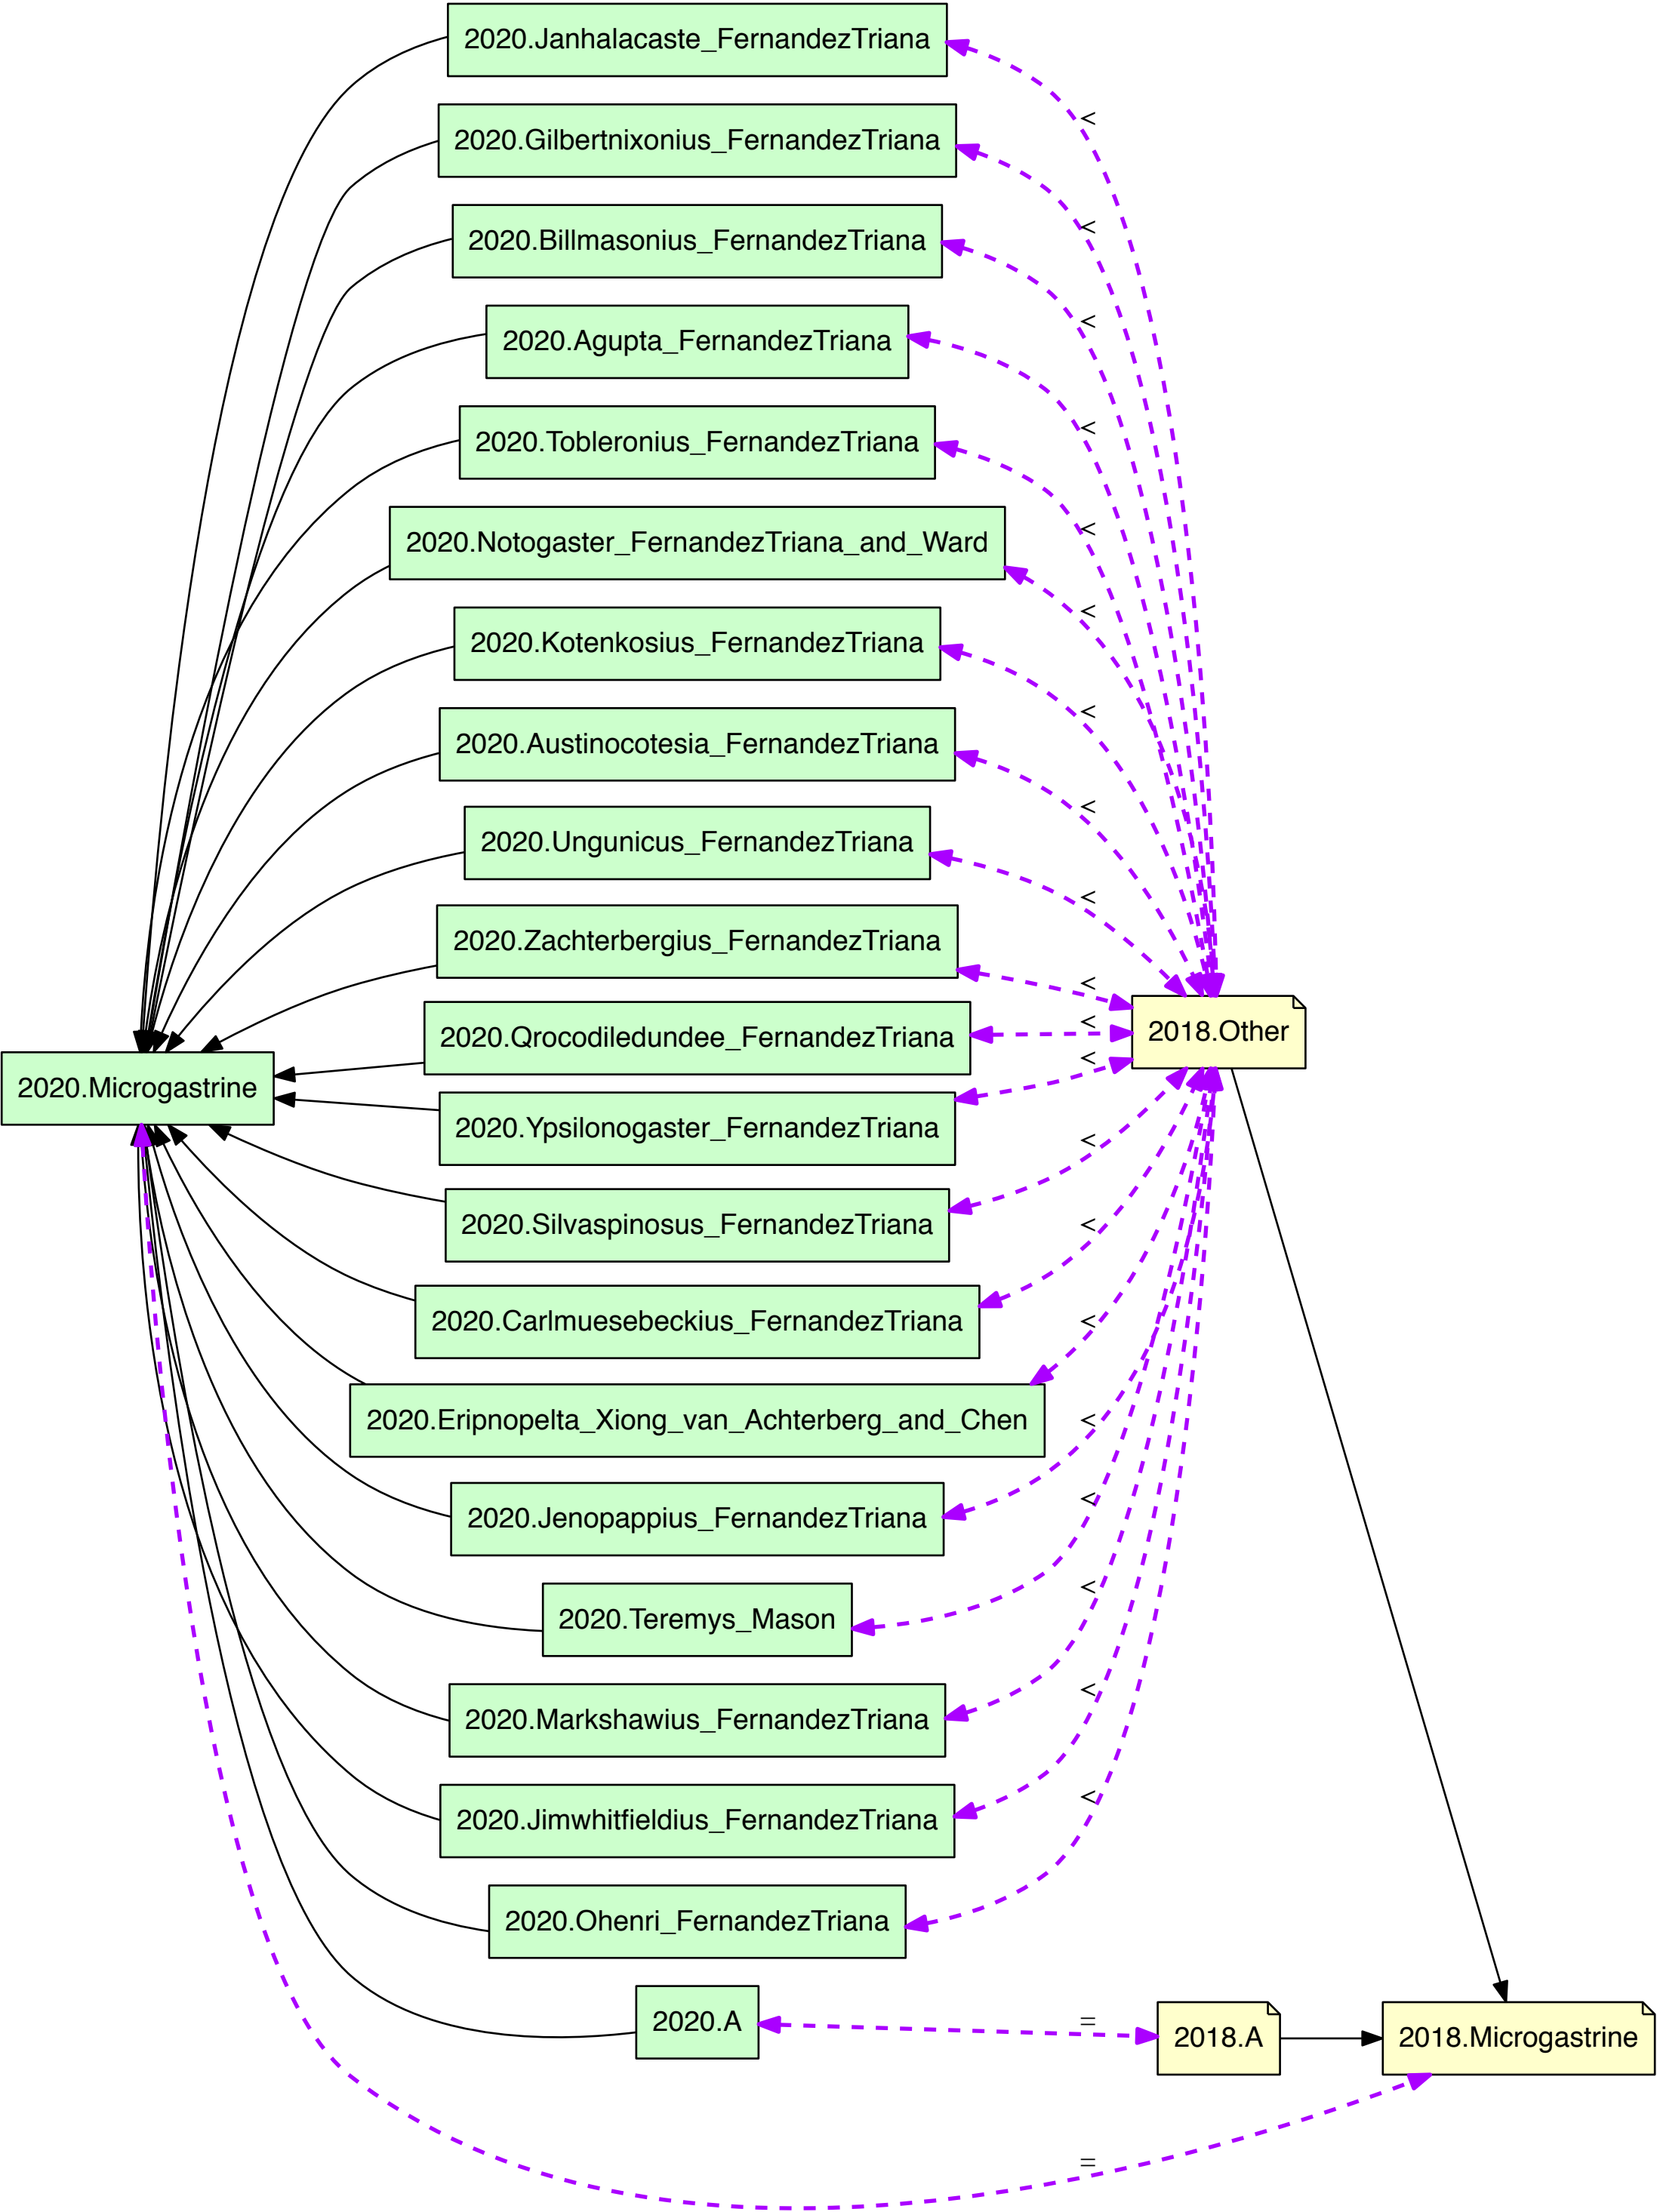 2020.Janhalacaste_FernandezTriana
<
2020.Gilbertnixonius_FernandezTriana
<
2020.Billmasonius_FernandezTriana
<
2020.Agupta_FernandezTriana
<
2020.Tobleronius_FernandezTriana
<
2020.Notogaster_FernandezTriana_and_Ward
<
2020.Kotenkosius_FernandezTriana
<
2020.Austinocotesia_FernandezTriana
<
2020.Ungunicus_FernandezTriana
<
2020.Zachterbergius_FernandezTriana
<
2020.Qrocodiledundee_FernandezTriana
<
2018.Other
2020.Microgastrine
<
2020.Ypsilonogaster_FernandezTriana
<
2020.Silvaspinosus_FernandezTriana
<
2020.Carlmuesebeckius_FernandezTriana
<
2020.Eripnopelta_Xiong_van_Achterberg_and_Chen
<
2020.Jenopappius_FernandezTriana
<
2020.Teremys_Mason
<
2020.Markshawius_FernandezTriana
<
2020.Jimwhitfieldius_FernandezTriana
<
2020.Ohenri_FernandezTriana
2020.A
=
2018.A
2018.Microgastrine
=